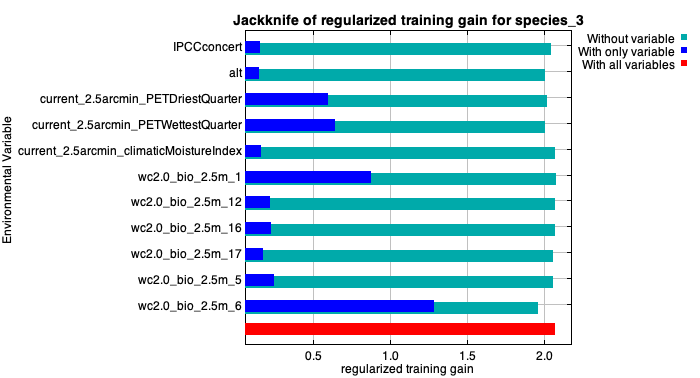 Jackknife of regularized training gain for species_3
Without variable
With only variable
With all variables
Environmental Variable
IPCCconcert
alt
current_2.5arcmin_PETDriestQuarter
current_2.5arcmin_PETWettestQuarter
current_2.5arcmin_climaticMoistureIndex
wc2.0_bio_2.5m_1
wc2.0_bio_2.5m_12
wc2.0_bio_2.5m_16
wc2.0_bio_2.5m_17
wc2.0_bio_2.5m_5
wc2.0_bio_2.5m_6
0.5 1.0 1.5 2.0
regularized training gain